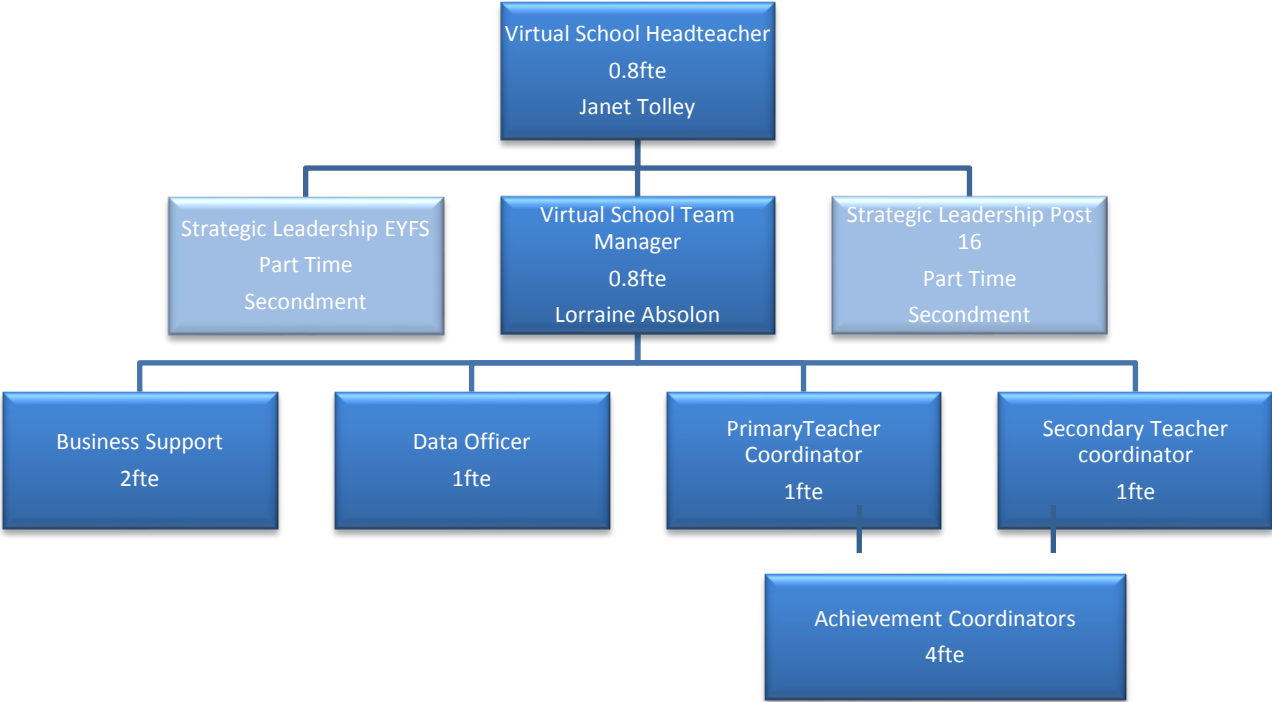 Virtual School Headteacher
0.8fte
Janet Tolley
Strategic Leadership EYFS
Part Time
Secondment
Virtual School Team
Manager
0.8fte
Lorraine Absolon
Strategic Leadership Post
16
Part Time
Secondment
Business Support
2fte
Data Officer
1fte
PrimaryTeacher
Coordinator
1fte
Secondary Teacher
coordinator
1fte
Achievement Coordinators
4fte